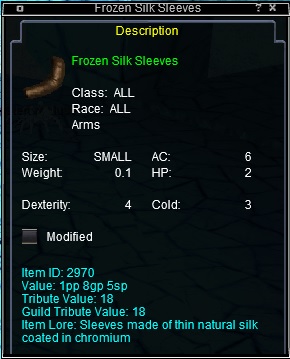 Frozen Silk Sleeves ? X
Description
Frozen Silk Sleeves
Class: ALL
Race: ALL
Arms
Size: SMALL AC: 6
Weight: 0.1 HP: 2
Dexterity: 4 Cold: 3
Modified
Item ID: 2970
Value: 1pp 8gp 5sp
Tribute Value: 18
Guild Tribute Value: 18
Item Lore: Sleeves made of thin natural silk
coated in chromium